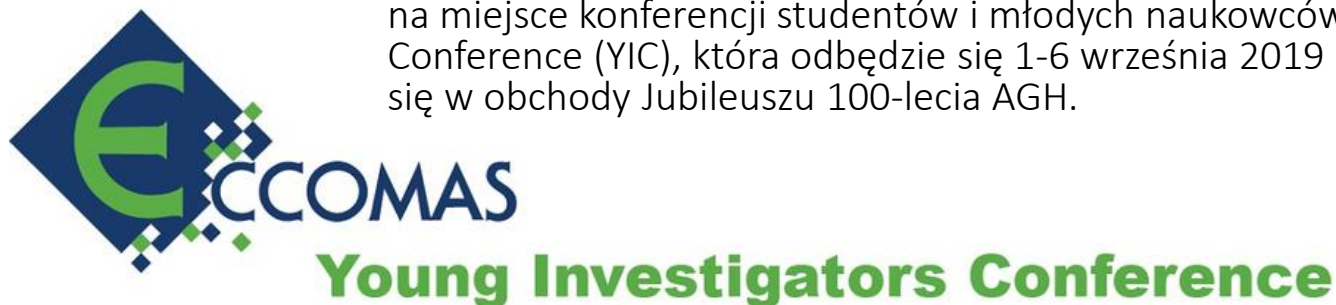 na miejsce konferencji studentów i młodych naukowców
Conference (YIC), która odbędzie się 1-6 września 2019
się w obchody Jubileuszu 100-lecia AGH.
ECCOMAS
Young Investigators Conference